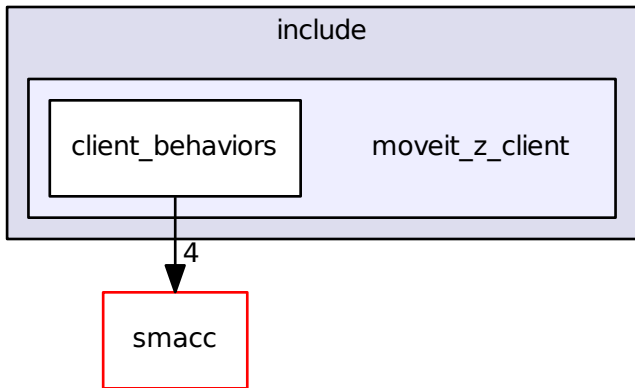 include
client_behaviors
moveit_z_client
4
smacc